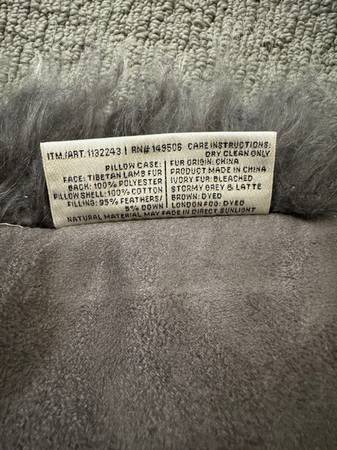 ITM./ART. 1132243 | RN# 149506 CARE INSTRUCTIONS:
DRY CLEAN ONLY
PILLOW CASE:
FACE: TIBETAN LAMB FUR
BACK: 100% POLYESTER
PILLOW SHELL: 100% COTTON
FILLING: 95% FEATHERS/
5% DOWN
FUR ORIGIN: CHINA
PRODUCT MADE IN CHINA
IVORY FUR: BLEACHED
STORMY GREY & LATTE
BROWN: DYED
LONDON FOG: DYED
NATURAL MATERIAL MAY FADE IN DIRECT SUNLIGHT